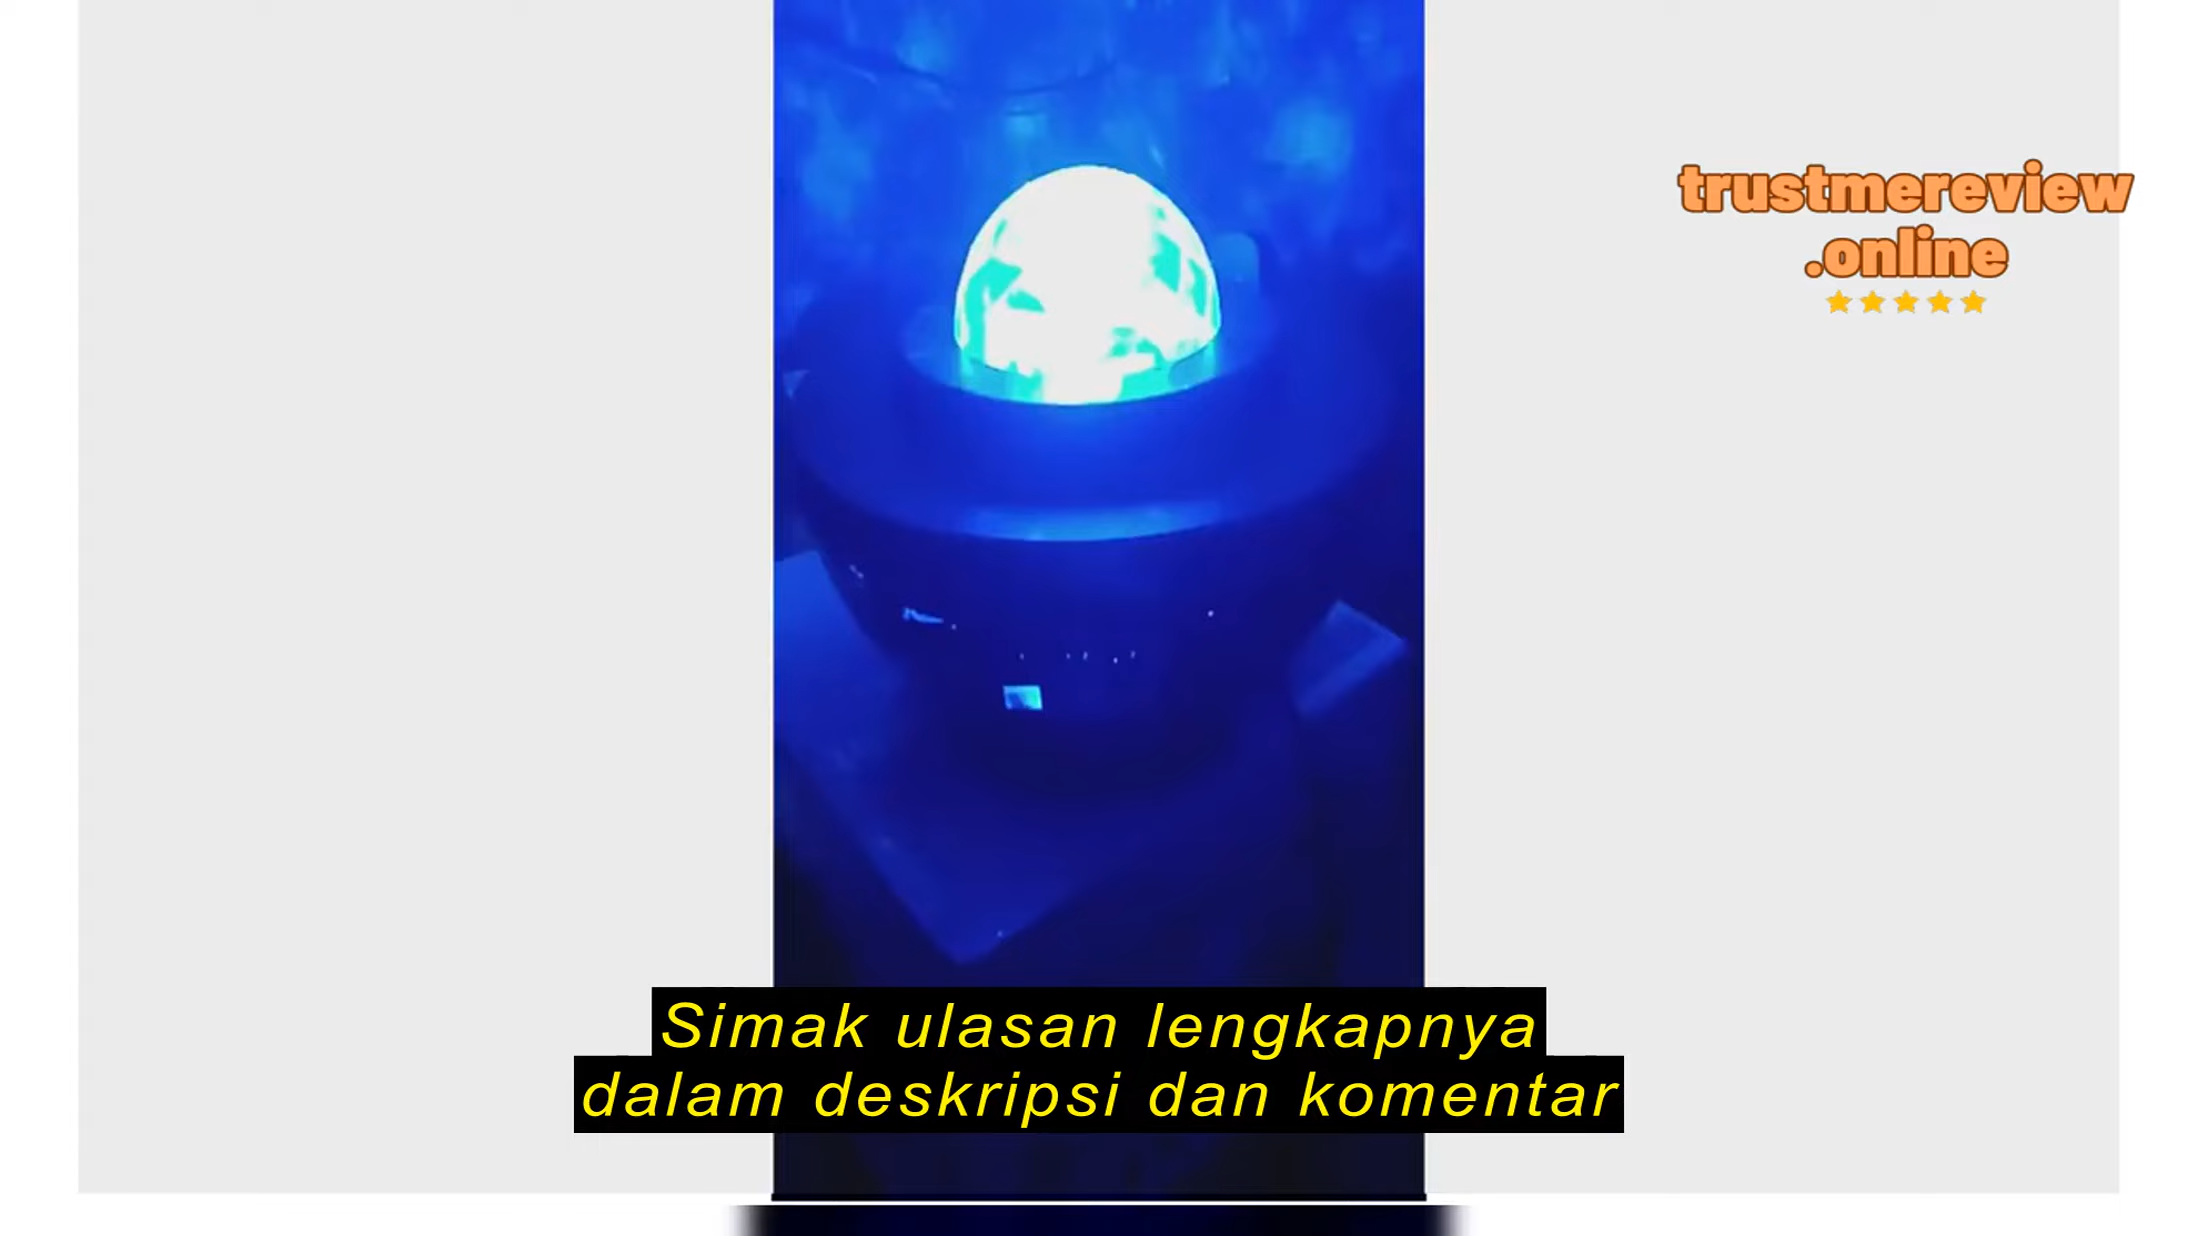 trustmereview
.online
Simak ulasan lengkapnya
dalam deskripsi dan komentar